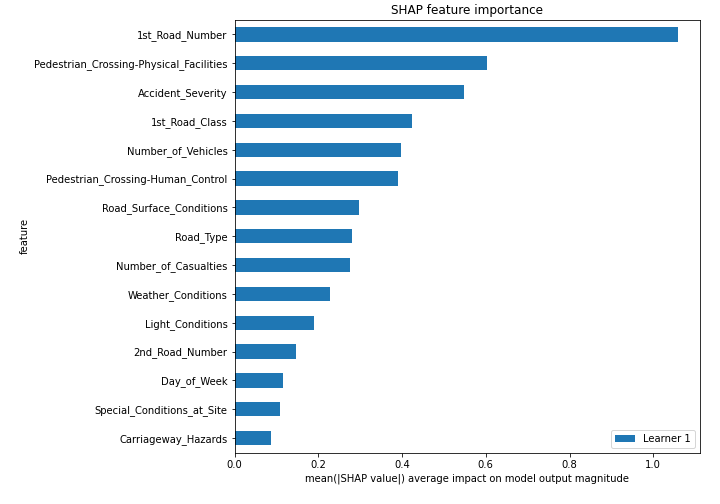 SHAP feature importance
1st_Road_Number
Pedestrian_Crossing-Physical_Facilities
Accident_Severity
1st_Road_Class
Number_of_Vehicles
Pedestrian_Crossing-Human_Control
Road_Surface_Conditions
Road_Type
Number_of_Casualties
Weather_Conditions
Light_Conditions
2nd_Road_Number
Day_of_Week
Special_Conditions_at_Site
Carriageway_Hazards
feature
Learner 1
0.0 0.2 0.4 0.6 0.8 1.0
mean(|SHAP value|) average impact on model output magnitude